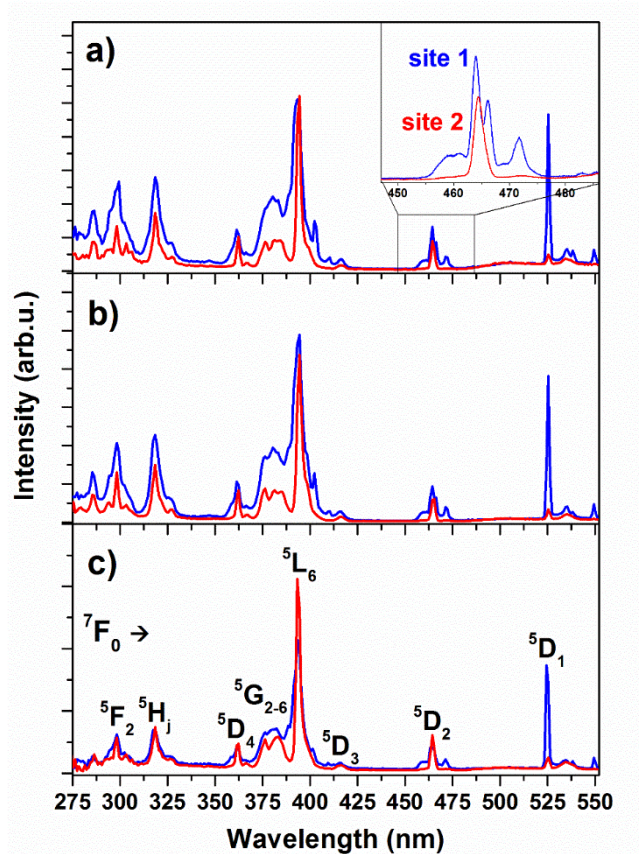 a)
site 1
site 2
450 460 470 480
b)
c)
⁵L₆
⁷F₀ →
⁵D₁
⁵G₂₋₆
⁵F₂ ⁵Hⱼ ⁵D₄ ⁵D₃ ⁵D₂
275 300 325 350 375 400 425 450 475 500 525 550
Wavelength (nm)
Intensity (arb.u.)